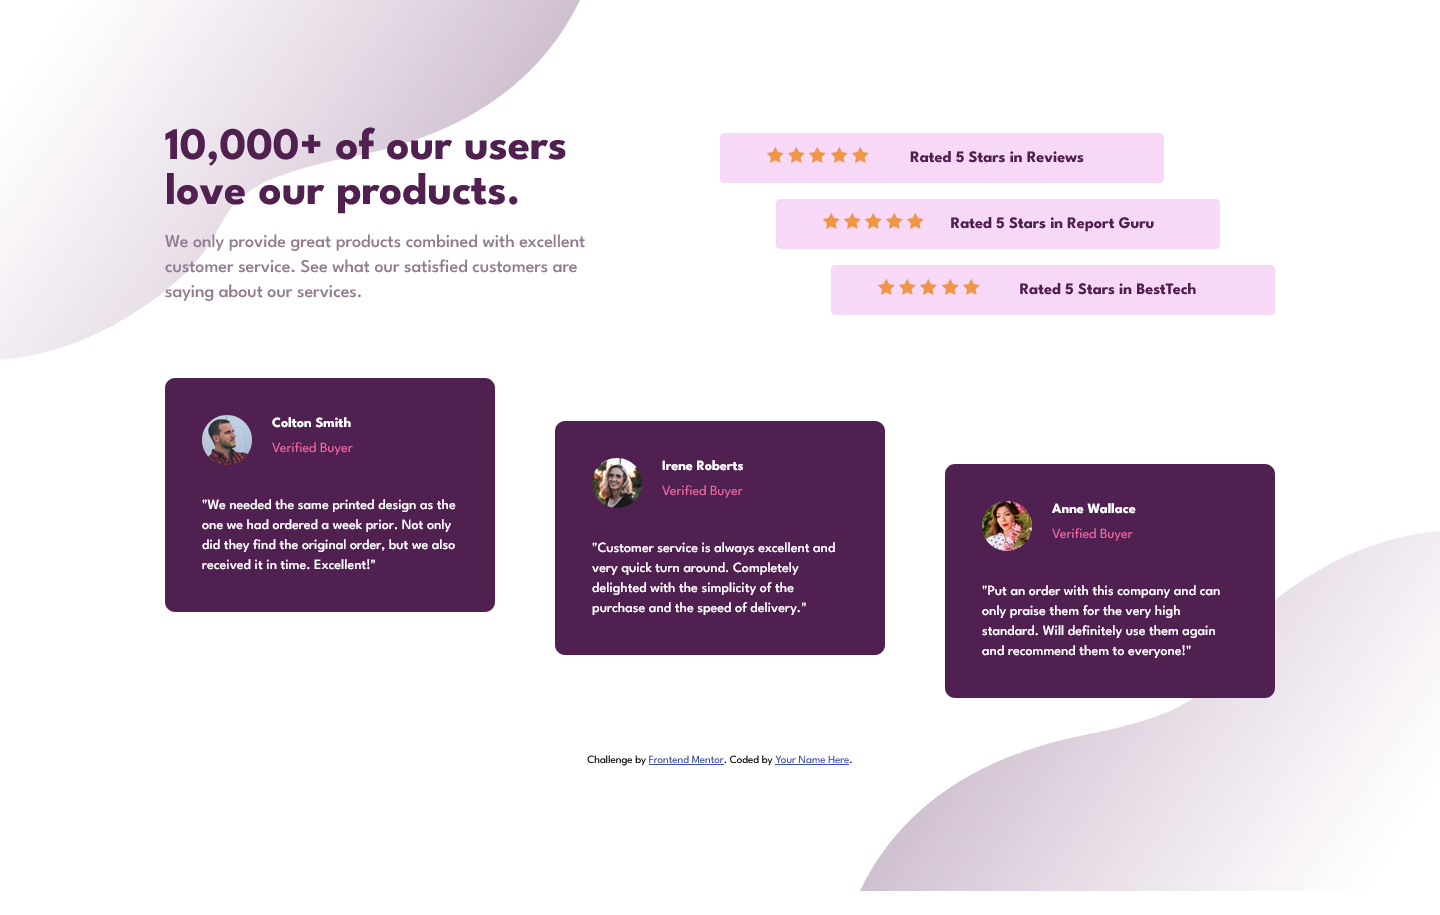 10,000+ of our users
love our products.
We only provide great products combined with excellent
customer service. See what our satisfied customers are
saying about our services.
Rated 5 Stars in Reviews
Rated 5 Stars in Report Guru
Rated 5 Stars in BestTech
Colton Smith
Verified Buyer
"We needed the same printed design as the
one we had ordered a week prior. Not only
did they find the original order, but we also
received it in time. Excellent!"
Irene Roberts
Verified Buyer
"Customer service is always excellent and
very quick turn around. Completely
delighted with the simplicity of the
purchase and the speed of delivery."
Anne Wallace
Verified Buyer
"Put an order with this company and can
only praise them for the very high
standard. Will definitely use them again
and recommend them to everyone!"
Challenge by Frontend Mentor. Coded by Your Name Here.